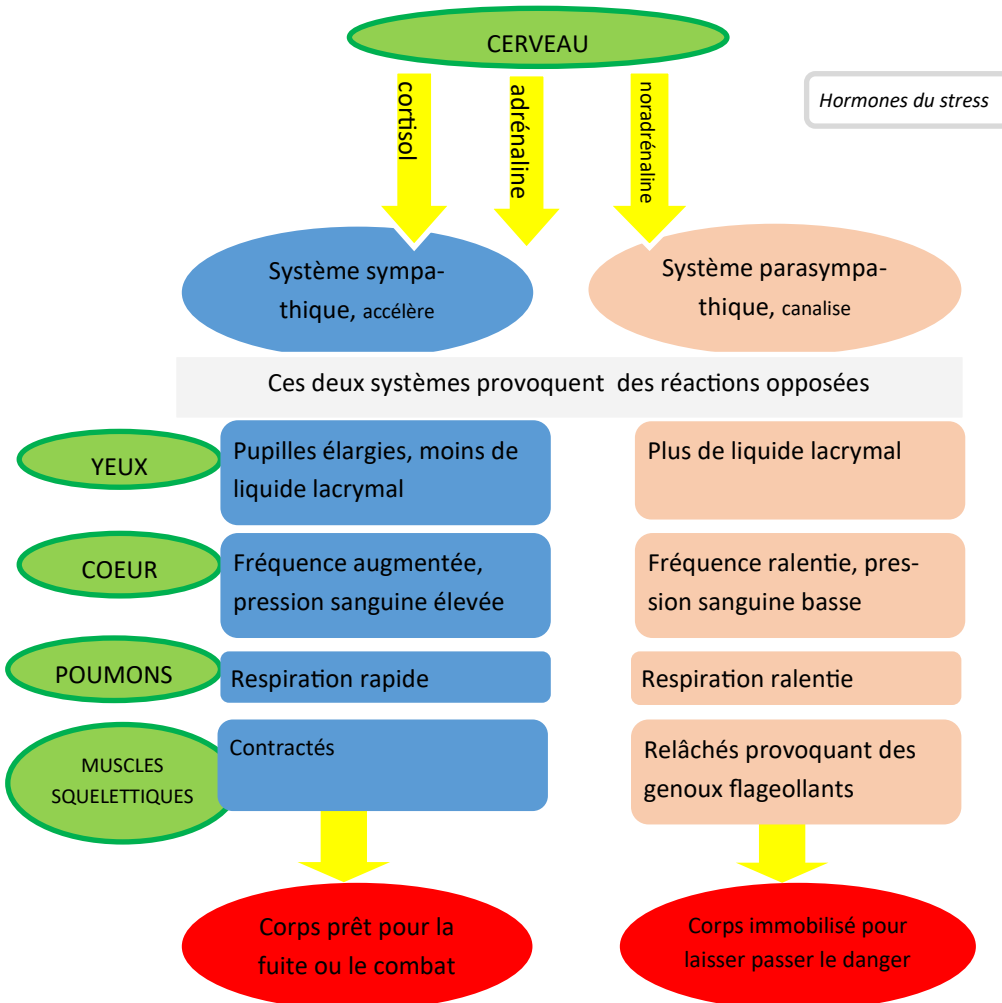 CERVEAU
cortisol
adrénaline
noradrénaline
Hormones du stress
Système sympa-
thique, accélère
Système parasympa-
thique, canalise
Ces deux systèmes provoquent des réactions opposées
YEUX
Pupilles élargies, moins de
liquide lacrymal
Plus de liquide lacrymal
COEUR
Fréquence augmentée,
pression sanguine élevée
Fréquence ralentie, pres-
sion sanguine basse
POUMONS
Respiration rapide
Respiration ralentie
MUSCLES
SQUELETTIQUES
Contractés
Relâchés provoquant des
genoux flageollants
Corps prêt pour la
fuite ou le combat
Corps immobilisé pour
laisser passer le danger